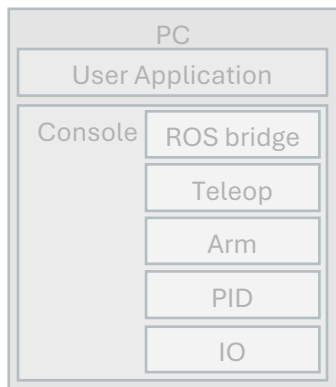 PC
User Application
Console
ROS bridge
Teleop
Arm
PID
IO